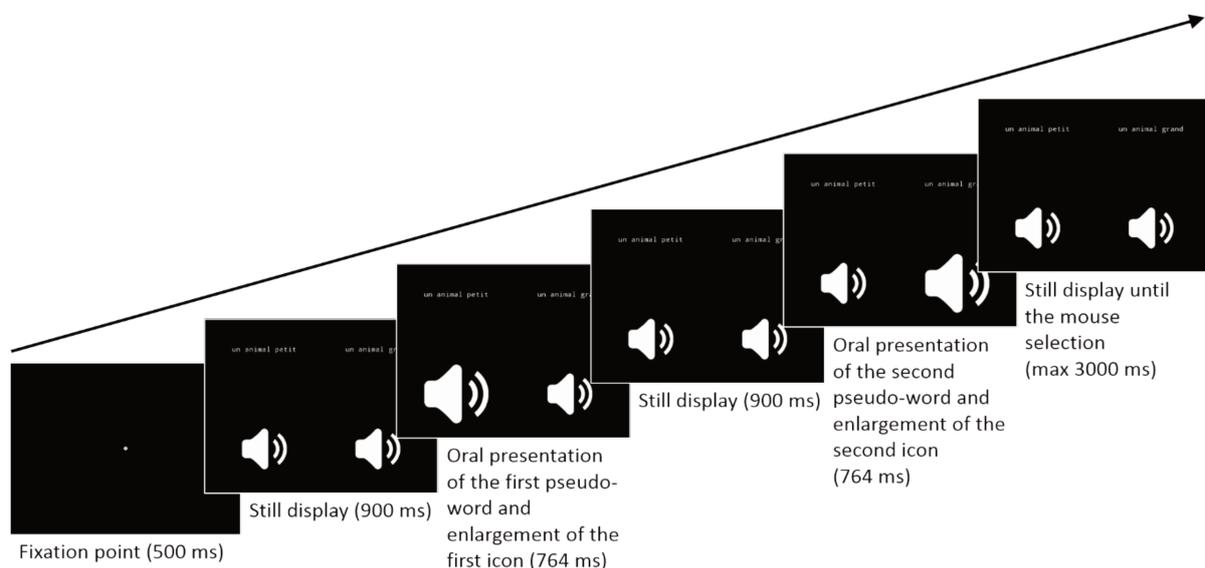 Fixation point (500 ms)
un animal petit un animal gr
Still display (900 ms)
un animal petit un animal gra
Oral presentation
of the first pseudo-
word and
enlargement of the
first icon (764 ms)
un animal petit un animal gr
Still display (900 ms)
un animal petit un animal gr
Oral presentation
of the second
pseudo-word and
enlargement of the
second icon
(764 ms)
un animal petit un animal grand
Still display until
the mouse
selection
(max 3000 ms)